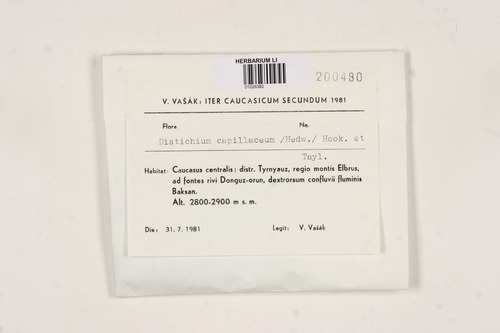 HERBARIUM LI
01026382
200480
V. VAŠÁK: ITER CAUCASICUM SECUNDUM 1981
Flora No.
Distichium capillaceum /Hedw./ Hook. et
Tayl.
Habitat: Caucasus centralis: distr. Tyrnyauz, regio montis Elbrus,
ad fontes rivi Donguz-orun, dextrorsum confluvii fluminis
Baksan.
Alt. 2800-2900 m s. m.
Die: 31. 7. 1981 Legit: V. Vašák